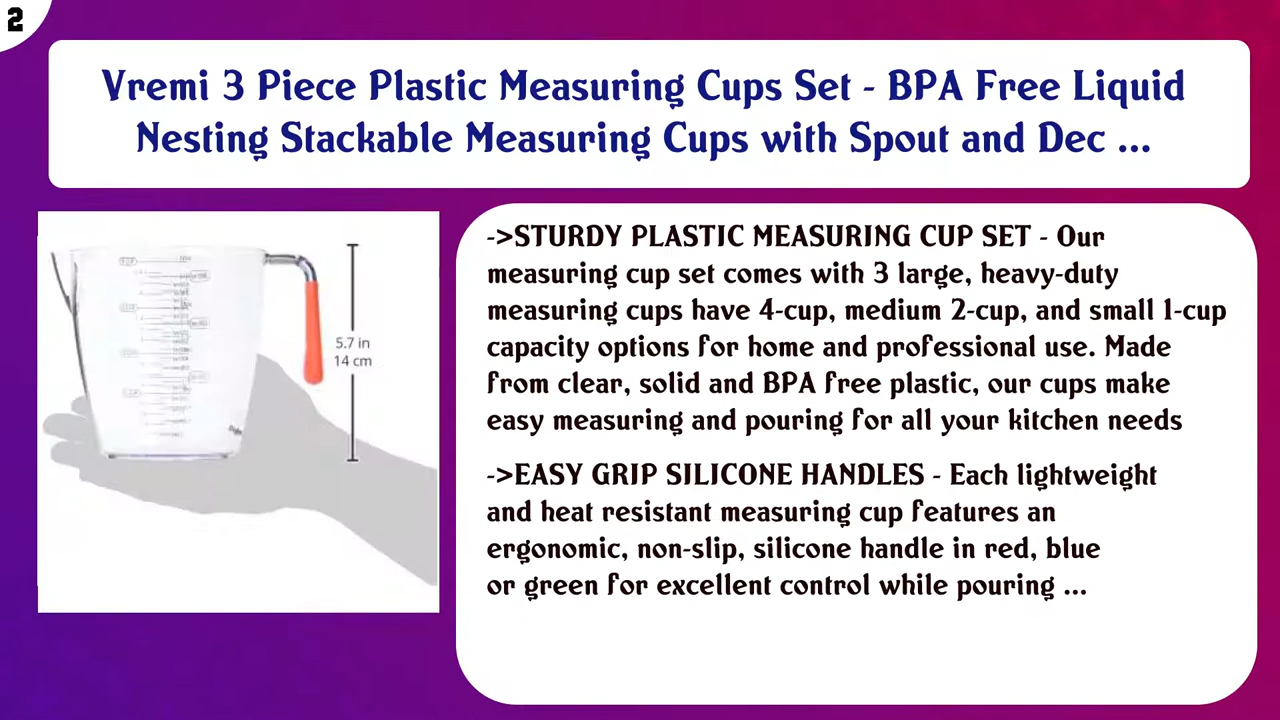 2
Vremi 3 Piece Plastic Measuring Cups Set - BPA Free Liquid
Nesting Stackable Measuring Cups with Spout and Dec ...
5.7 in
14 cm
->STURDY PLASTIC MEASURING CUP SET - Our
measuring cup set comes with 3 large, heavy-duty
measuring cups have 4-cup, medium 2-cup, and small 1-cup
capacity options for home and professional use. Made
from clear, solid and BPA free plastic, our cups make
easy measuring and pouring for all your kitchen needs
->EASY GRIP SILICONE HANDLES - Each lightweight
and heat resistant measuring cup features an
ergonomic, non-slip, silicone handle in red, blue
or green for excellent control while pouring ...